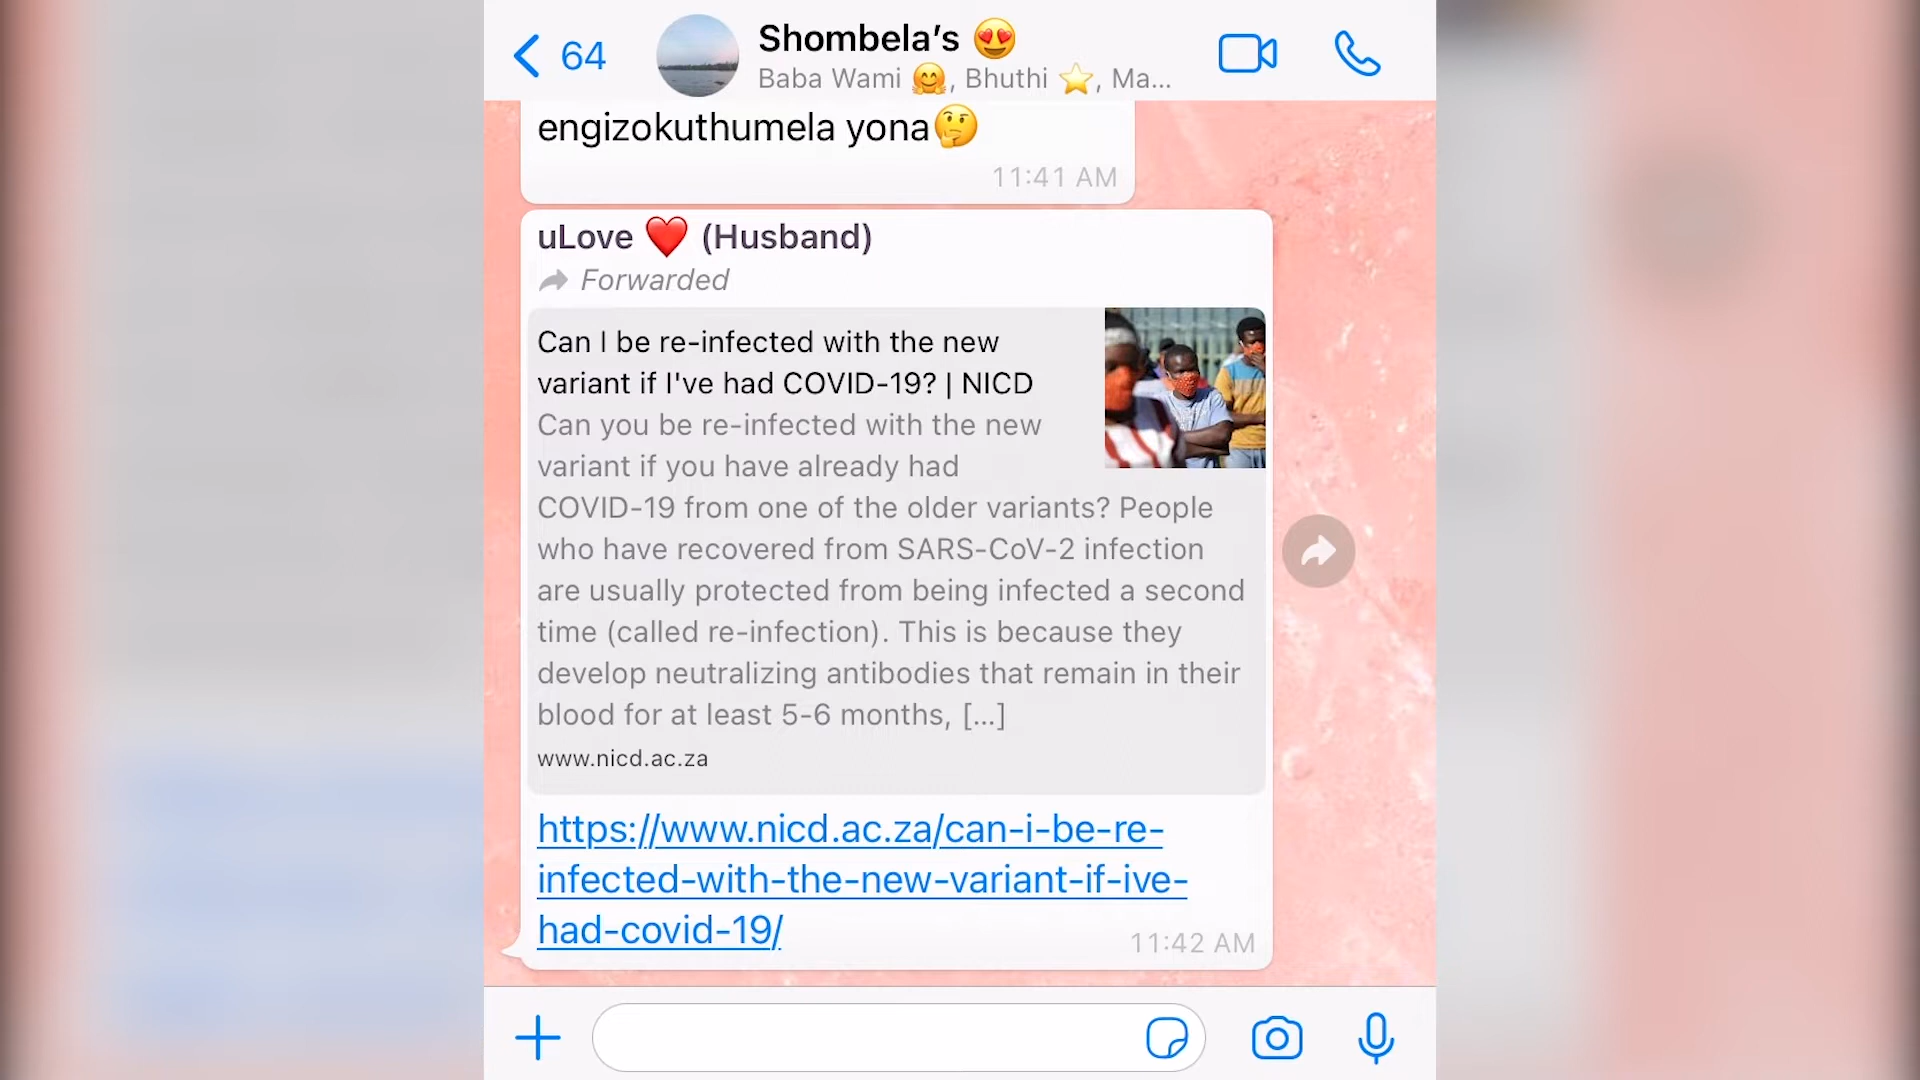 64
Shombela’s 😍
Baba Wami 🤗, Bhuthi ⭐, Ma...
engizokuthumela yona🤔
11:41 AM
uLove ❤️ (Husband)
Forwarded
Can I be re-infected with the new
variant if I've had COVID-19? | NICD
Can you be re-infected with the new
variant if you have already had
COVID-19 from one of the older variants? People
who have recovered from SARS-CoV-2 infection
are usually protected from being infected a second
time (called re-infection). This is because they
develop neutralizing antibodies that remain in their
blood for at least 5-6 months, [...]
www.nicd.ac.za
https://www.nicd.ac.za/can-i-be-re-
infected-with-the-new-variant-if-ive-
had-covid-19/
11:42 AM